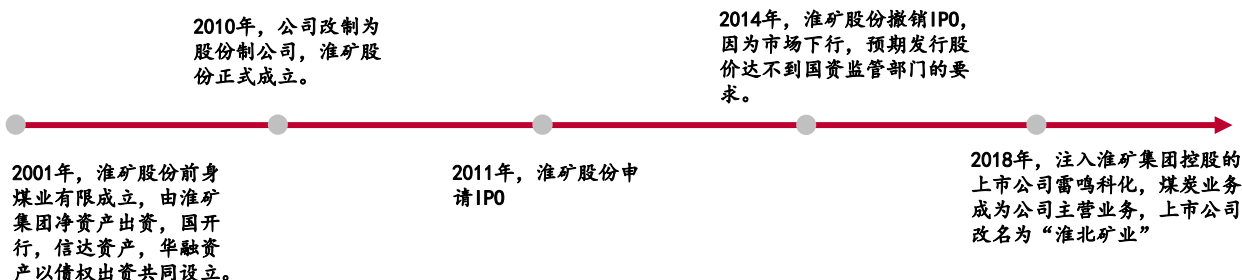 2001年，淮矿股份前身
煤业有限成立，由淮矿
集团净资产出资，国开
行，信达资产，华融资
产以债权出资共同设立。
2010年，公司改制为
股份制公司，淮矿股
份正式成立。
2011年，淮矿股份申
请IPO
2014年，淮矿股份撤销IPO，
因为市场下行，预期发行股
价达不到国资监管部门的要
求。
2018年，注入淮矿集团控股的
上市公司雷鸣科化，煤炭业务
成为公司主营业务，上市公司
改名为“淮北矿业”